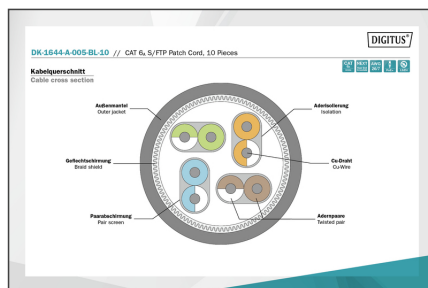 DIGITUS®
DK-1644-A-005-BL-10 // CAT 6A S/FTP Patch Cord, 10 Pieces
Kabelquerschnitt
Cable cross section
Außenmantel
Outer jacket
Aderisolierung
Isolation
Geflechtschirmung
Braid shield
Cu-Draht
Cu-Wire
Paarabschirmung
Pair screen
Adernpaare
Twisted pair